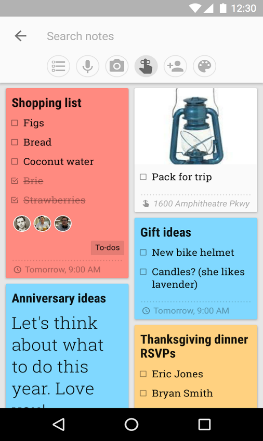 12:30
Search notes
Shopping list
Figs
Bread
Coconut water
Brie
Strawberries
To-dos
Tomorrow, 9:00 AM
Anniversary ideas
Let's think
about what
to do this
year. Love
you!
Pack for trip
1600 Amphitheatre Pkwy
Gift ideas
New bike helmet
Candles? (she likes
lavender)
Tomorrow, 9:00 AM
Thanksgiving dinner
RSVPs
Eric Jones
Bryan Smith